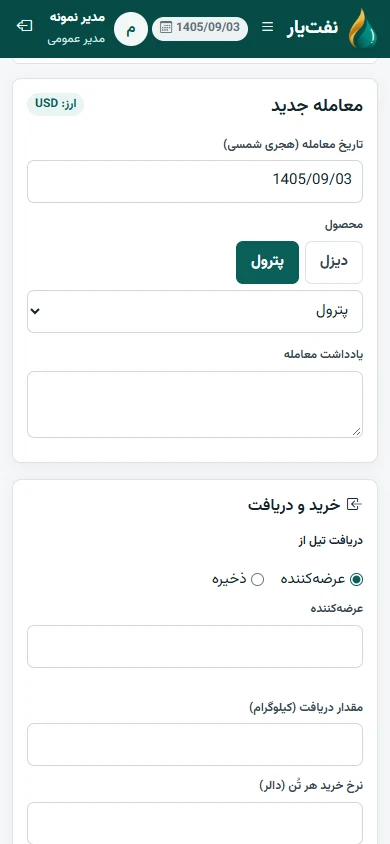 نفت‌یار
1405/09/03
م
مدیر نمونه
مدیر عمومی
معامله جدید
ارز: USD
تاریخ معامله (هجری شمسی)
1405/09/03
محصول
دیزل
پترول
پترول
یادداشت معامله
خرید و دریافت
دریافت تیل از
عرضه‌کننده
ذخیره
عرضه‌کننده
مقدار دریافت (کیلوگرام)
نرخ خرید هر تُن (دالر)